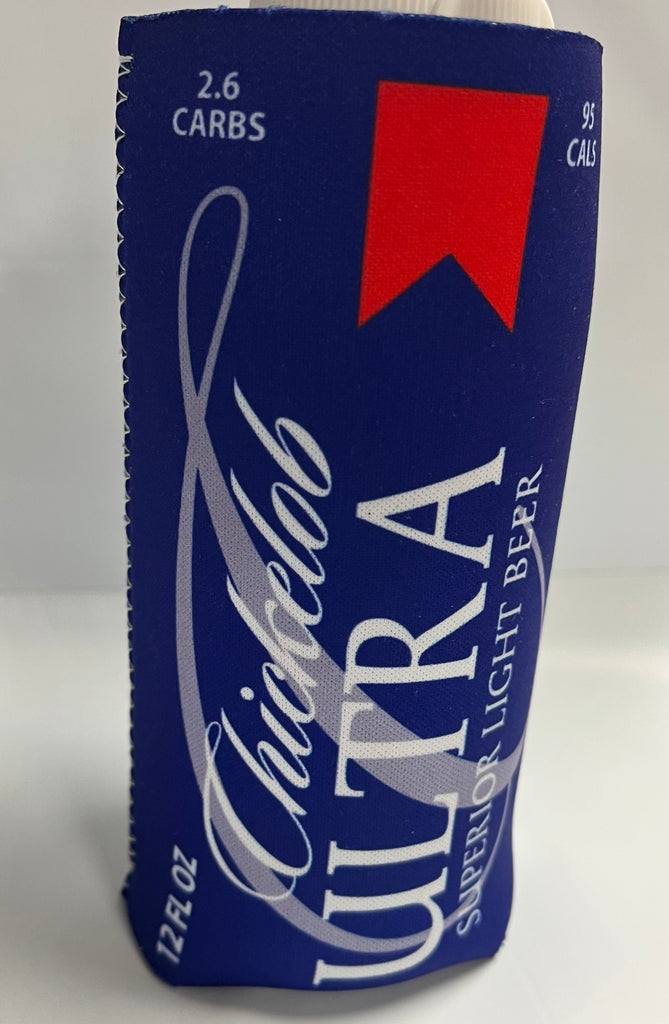 2.6
CARBS
95
CALS
Chickelob
ULTRA
SUPERIOR LIGHT BEER
12 FL OZ